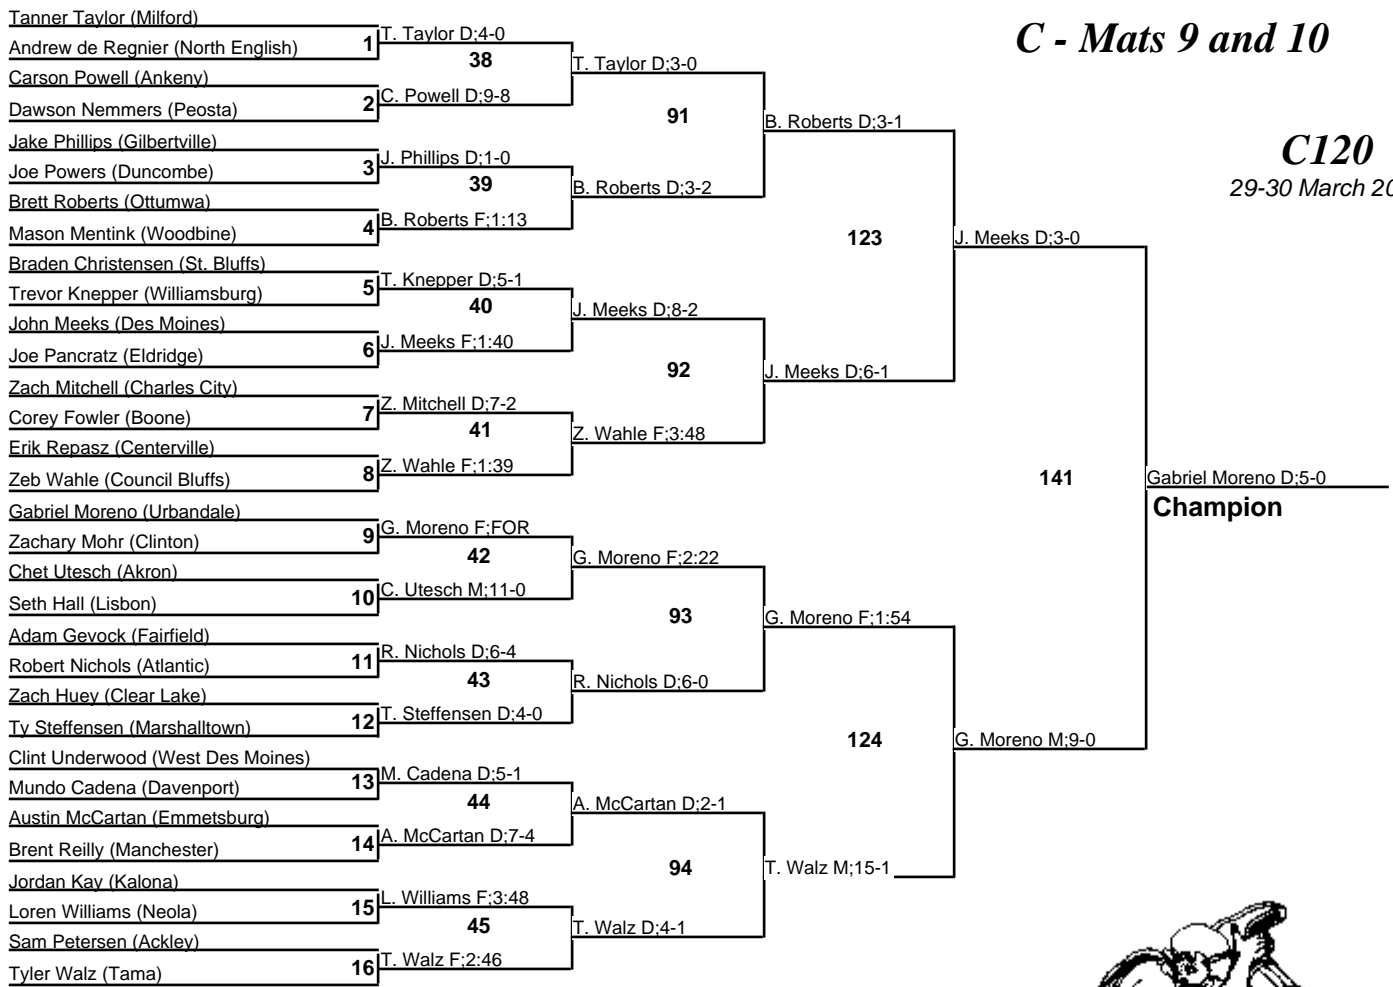 C - Mats 9 and 10
C120
29-30 March 20
Tanner Taylor (Milford)
Andrew de Regnier (North English)
Carson Powell (Ankeny)
Dawson Nemmers (Peosta)
Jake Phillips (Gilbertville)
Joe Powers (Duncombe)
Brett Roberts (Ottumwa)
Mason Mentink (Woodbine)
Braden Christensen (St. Bluffs)
Trevor Knepper (Williamsburg)
John Meeks (Des Moines)
Joe Pancratz (Eldridge)
Zach Mitchell (Charles City)
Corey Fowler (Boone)
Erik Repasz (Centerville)
Zeb Wahle (Council Bluffs)
Gabriel Moreno (Urbandale)
Zachary Mohr (Clinton)
Chet Utesch (Akron)
Seth Hall (Lisbon)
Adam Gevock (Fairfield)
Robert Nichols (Atlantic)
Zach Huey (Clear Lake)
Ty Steffensen (Marshalltown)
Clint Underwood (West Des Moines)
Mundo Cadena (Davenport)
Austin McCartan (Emmetsburg)
Brent Reilly (Manchester)
Jordan Kay (Kalona)
Loren Williams (Neola)
Sam Petersen (Ackley)
Tyler Walz (Tama)
1
2
3
4
5
6
7
8
9
10
11
12
13
14
15
16
T. Taylor D;4-0
C. Powell D;9-8
J. Phillips D;1-0
B. Roberts F;1:13
T. Knepper D;5-1
J. Meeks F;1:40
Z. Mitchell D;7-2
Z. Wahle F;1:39
G. Moreno F;FOR
C. Utesch M;11-0
R. Nichols D;6-4
T. Steffensen D;4-0
M. Cadena D;5-1
A. McCartan D;7-4
L. Williams F;3:48
T. Walz F;2:46
38
39
40
41
42
43
44
45
T. Taylor D;3-0
B. Roberts D;3-2
J. Meeks D;8-2
Z. Wahle F;3:48
G. Moreno F;2:22
R. Nichols D;6-0
A. McCartan D;2-1
T. Walz D;4-1
91
92
93
94
B. Roberts D;3-1
J. Meeks D;6-1
G. Moreno F;1:54
T. Walz M;15-1
123
124
J. Meeks D;3-0
G. Moreno M;9-0
141
Gabriel Moreno D;5-0
Champion